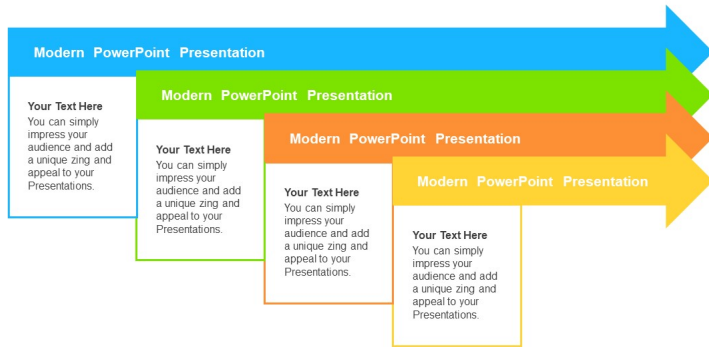 Modern PowerPoint Presentation
Your Text Here
You can simply
impress your
audience and add
a unique zing and
appeal to your
Presentations.
Modern PowerPoint Presentation
Your Text Here
You can simply
impress your
audience and add
a unique zing and
appeal to your
Presentations.
Modern PowerPoint Presentation
Your Text Here
You can simply
impress your
audience and add
a unique zing and
appeal to your
Presentations.
Modern PowerPoint Presentation
Your Text Here
You can simply
impress your
audience and add
a unique zing and
appeal to your
Presentations.